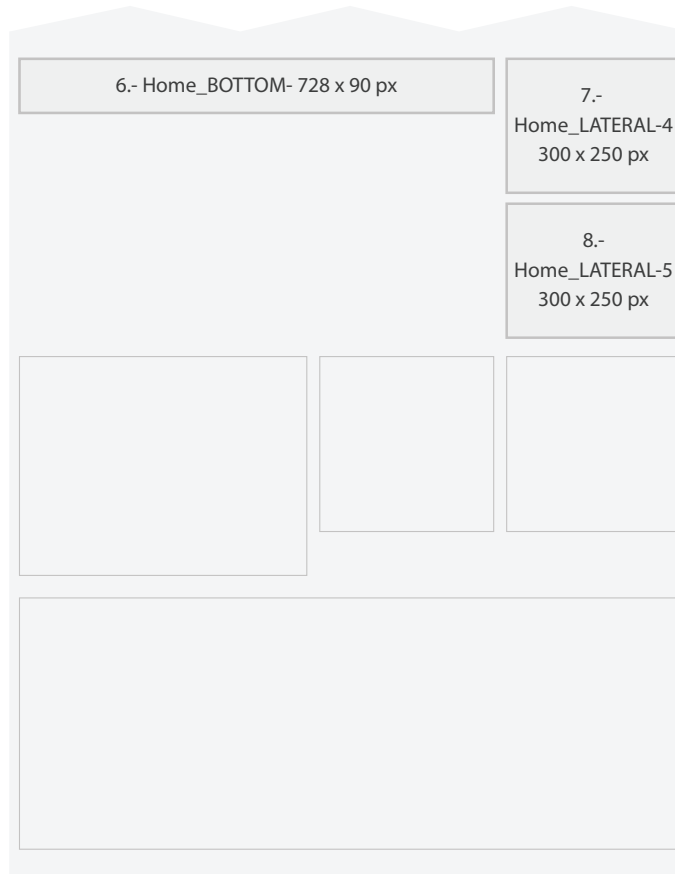 6.- Home_BOTTOM- 728 x 90 px
7.-
Home_LATERAL-4
300 x 250 px
8.-
Home_LATERAL-5
300 x 250 px